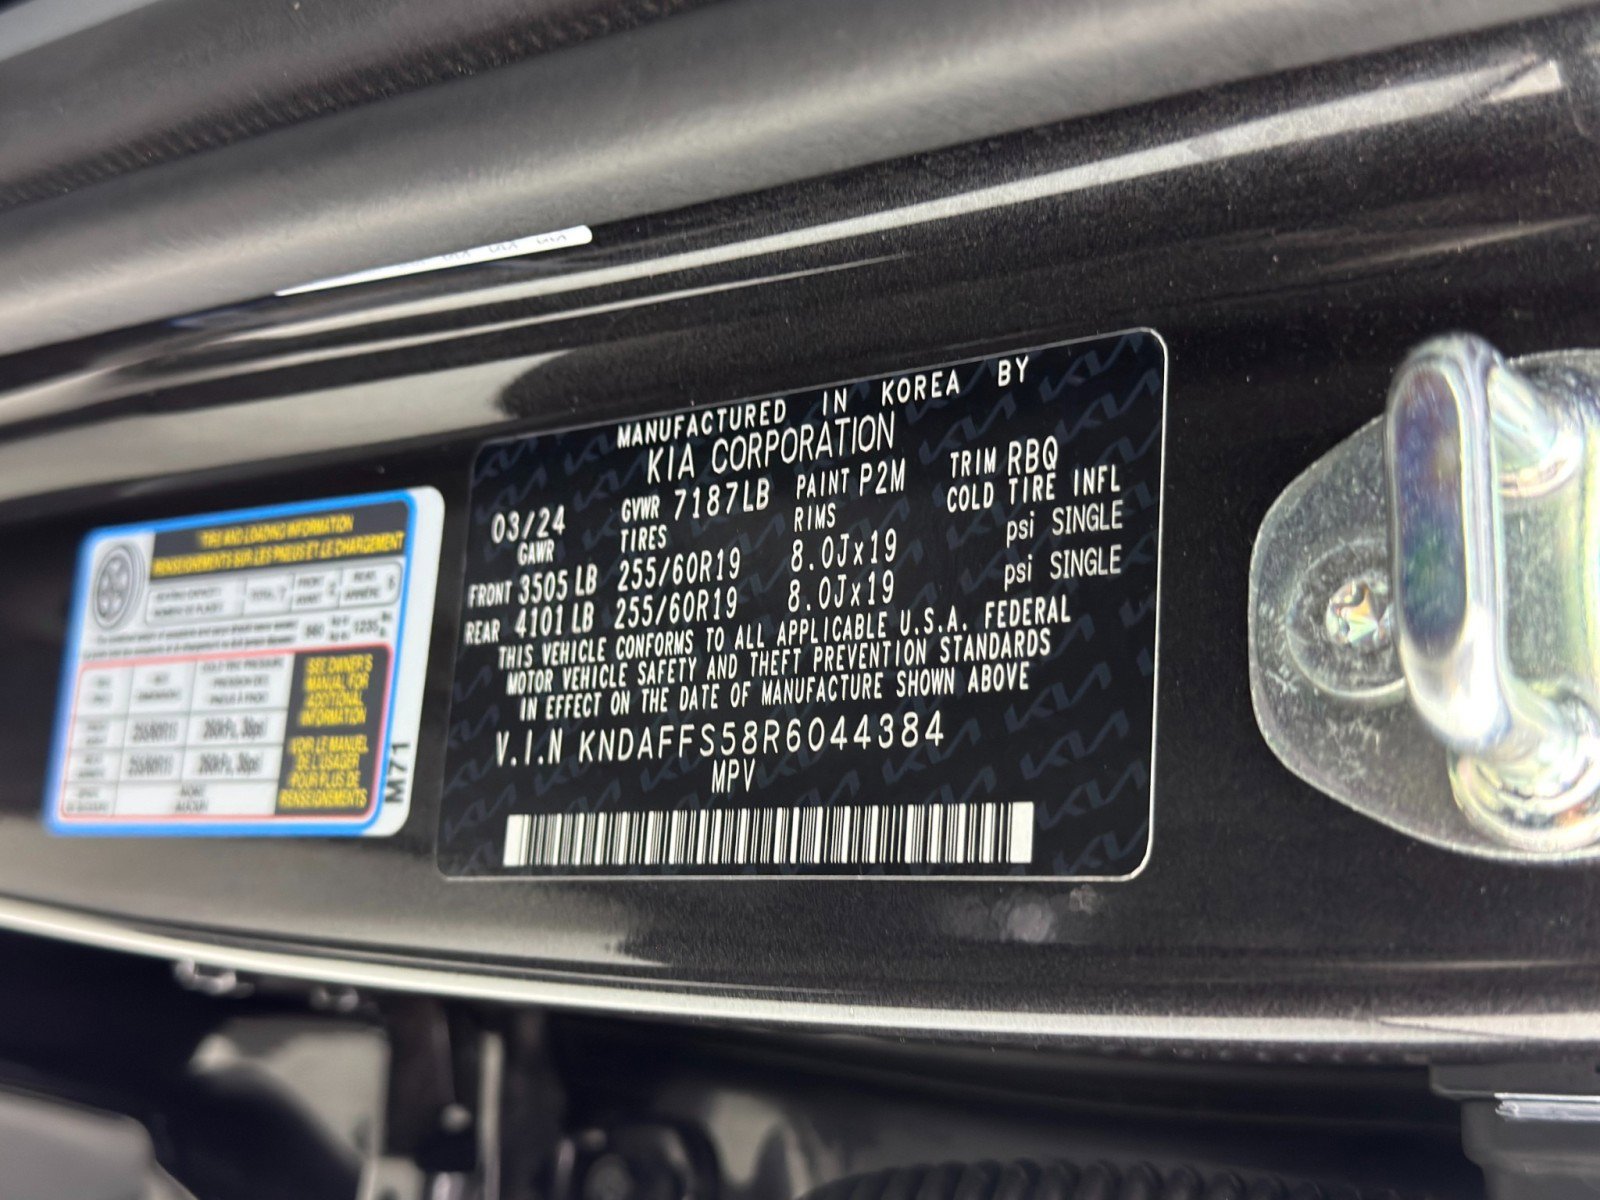 MANUFACTURED IN KOREA BY
KIA CORPORATION
03/24 GVWR 7187LB PAINT P2M TRIM RBQ
GAWR TIRES RIMS COLD TIRE INFL
FRONT 3505 LB 255/60R19 8.0Jx19 psi SINGLE
REAR 4101 LB 255/60R19 8.0Jx19 psi SINGLE
THIS VEHICLE CONFORMS TO ALL APPLICABLE U.S.A. FEDERAL
MOTOR VEHICLE SAFETY AND THEFT PREVENTION STANDARDS
IN EFFECT ON THE DATE OF MANUFACTURE SHOWN ABOVE
V.I.N KNDAFFS58R6044384
MPV
TIRE AND LOADING INFORMATION
RENSEIGNEMENTS SUR LES PNEUS ET LE CHARGEMENT
TOTAL 7 FRONT REAR
SEE OWNER'S
MANUAL FOR
ADDITIONAL
INFORMATION
VOIR LE MANUEL
DE L'USAGER
POUR PLUS DE
RENSEIGNEMENTS
M71